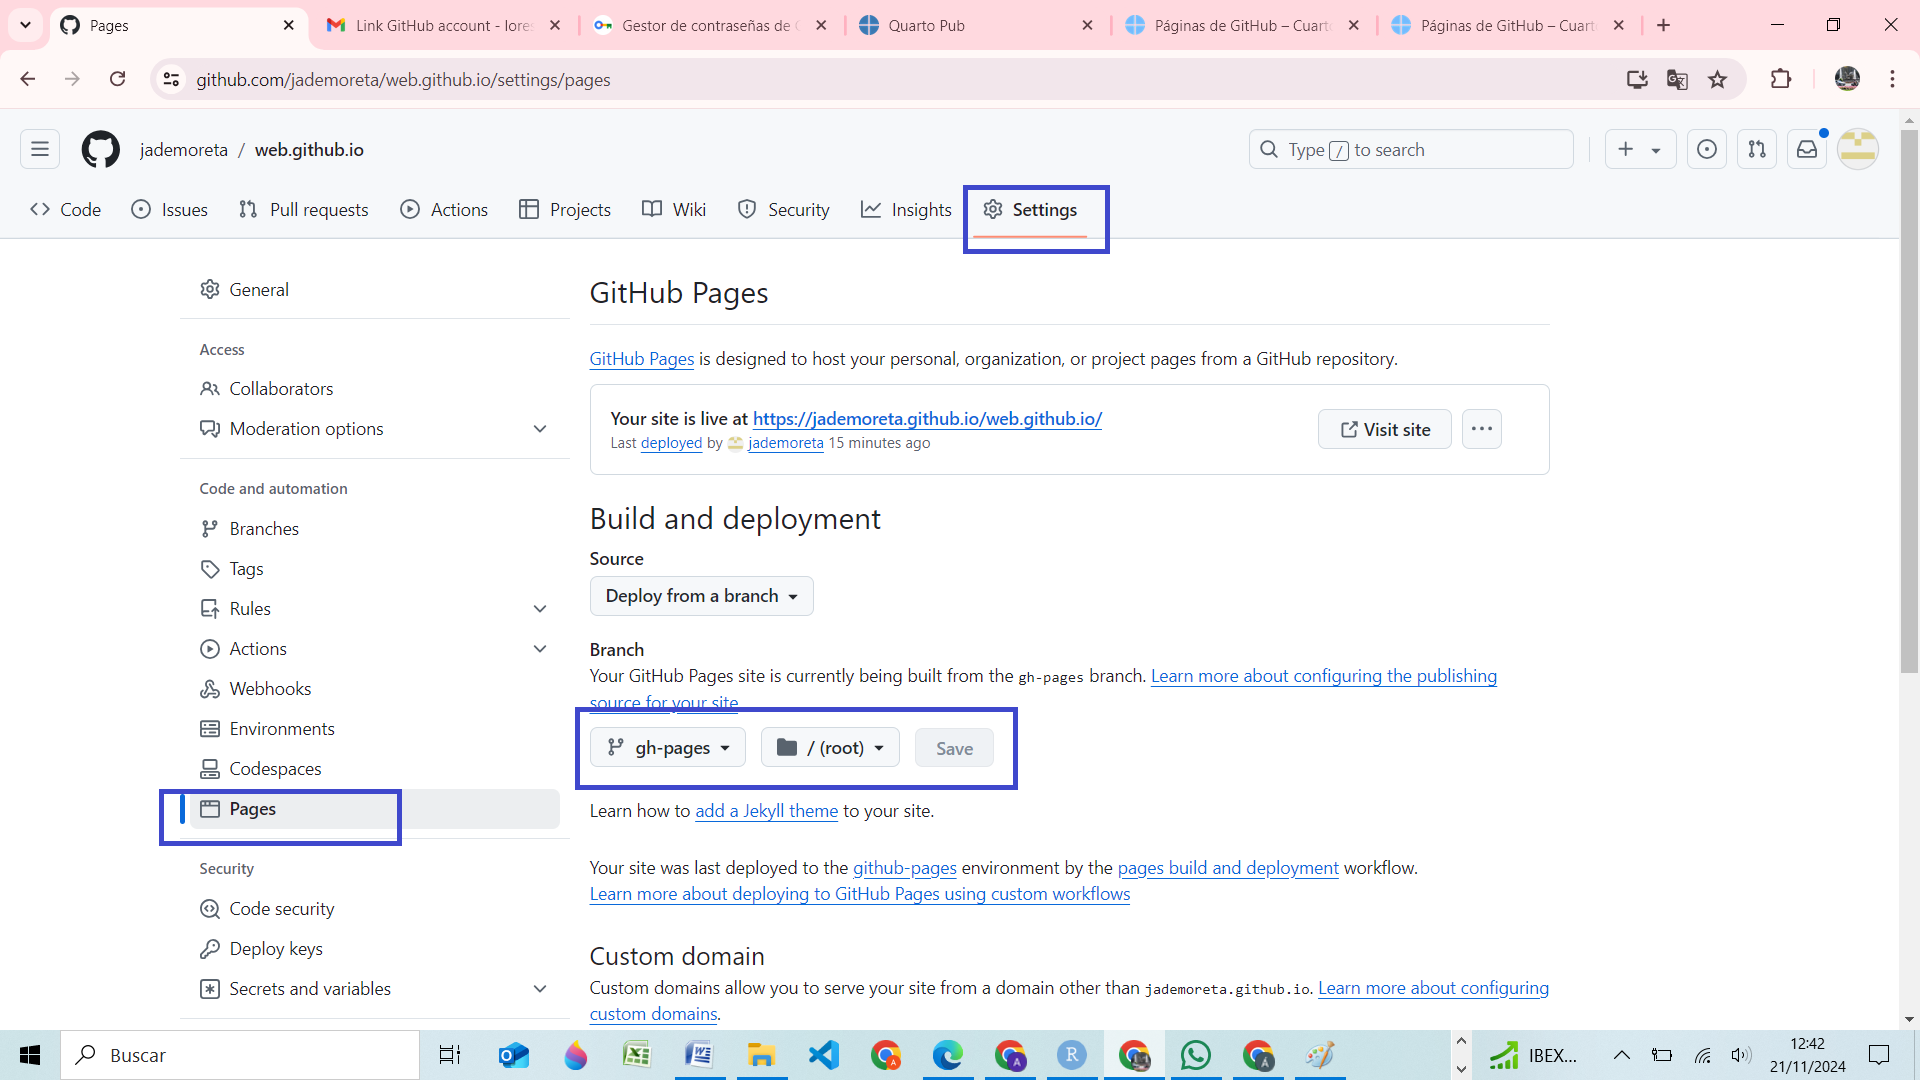 Pages
Link GitHub account - lore
Gestor de contraseñas de
Quarto Pub
Páginas de GitHub – Cuarto
Páginas de GitHub – Cuarto
github.com/jademoreta/web.github.io/settings/pages
jademoreta / web.github.io
Type / to search
Code
Issues
Pull requests
Actions
Projects
Wiki
Security
Insights
Settings
General
Access
Collaborators
Moderation options
Code and automation
Branches
Tags
Rules
Actions
Webhooks
Environments
Codespaces
Pages
Security
Code security
Deploy keys
Secrets and variables
GitHub Pages
GitHub Pages is designed to host your personal, organization, or project pages from a GitHub repository.
Your site is live at https://jademoreta.github.io/web.github.io/
Last deployed by jademoreta 15 minutes ago
Visit site
Build and deployment
Source
Deploy from a branch
Branch
Your GitHub Pages site is currently being built from the gh-pages branch. Learn more about configuring the publishing
source for your site.
gh-pages
/ (root)
Save
Learn how to add a Jekyll theme to your site.
Your site was last deployed to the github-pages environment by the pages build and deployment workflow.
Learn more about deploying to GitHub Pages using custom workflows
Custom domain
Custom domains allow you to serve your site from a domain other than jademoreta.github.io. Learn more about configuring
custom domains.
Buscar
IBEX...
12:42
21/11/2024